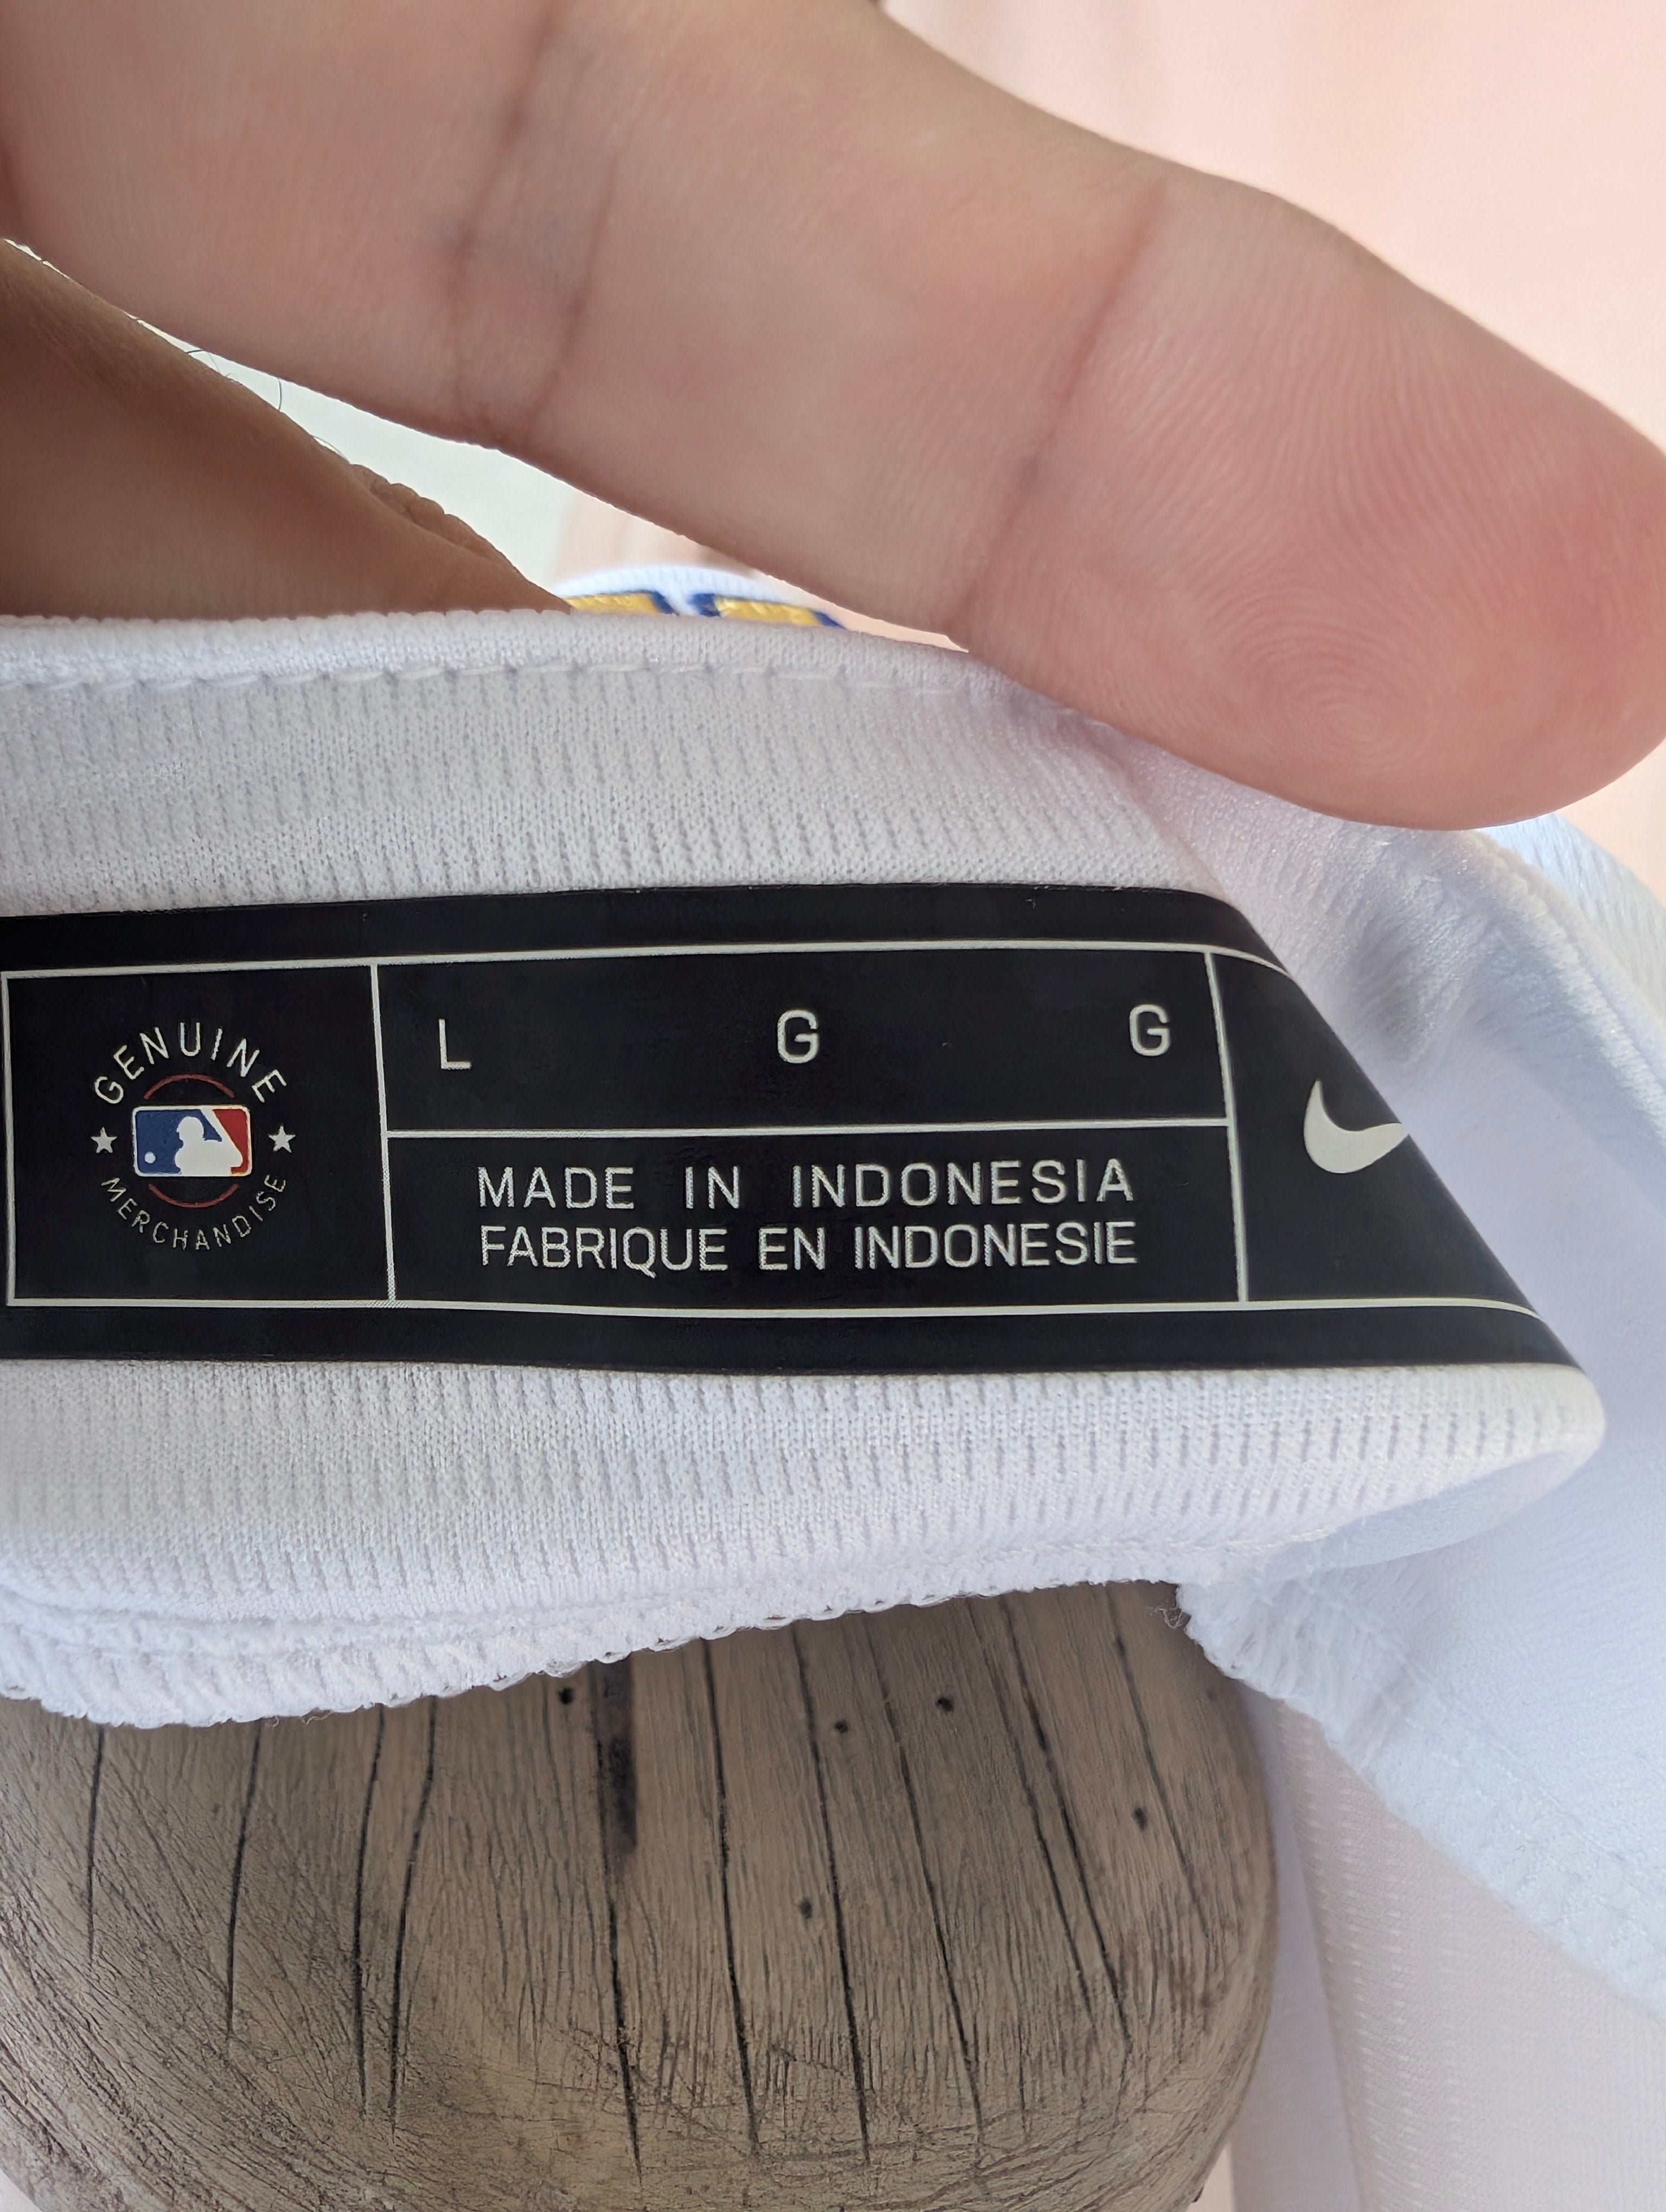 GENUINE
MERCHANDISE
L G G
MADE IN INDONESIA
FABRIQUE EN INDONESIE